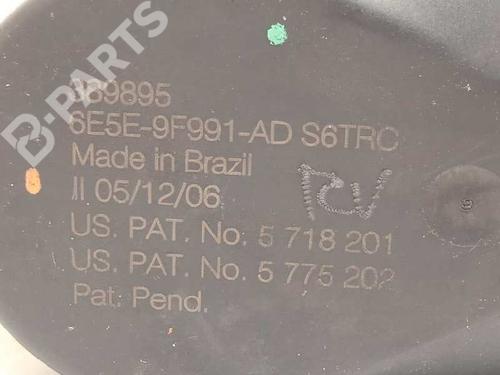 B-PARTS
389895
6E5E-9F991-AD S6TRC
Made in Brazil
II 05/12/06
US. PAT. No. 5 718 201
US. PAT. No. 5 775 202
Pat. Pend.